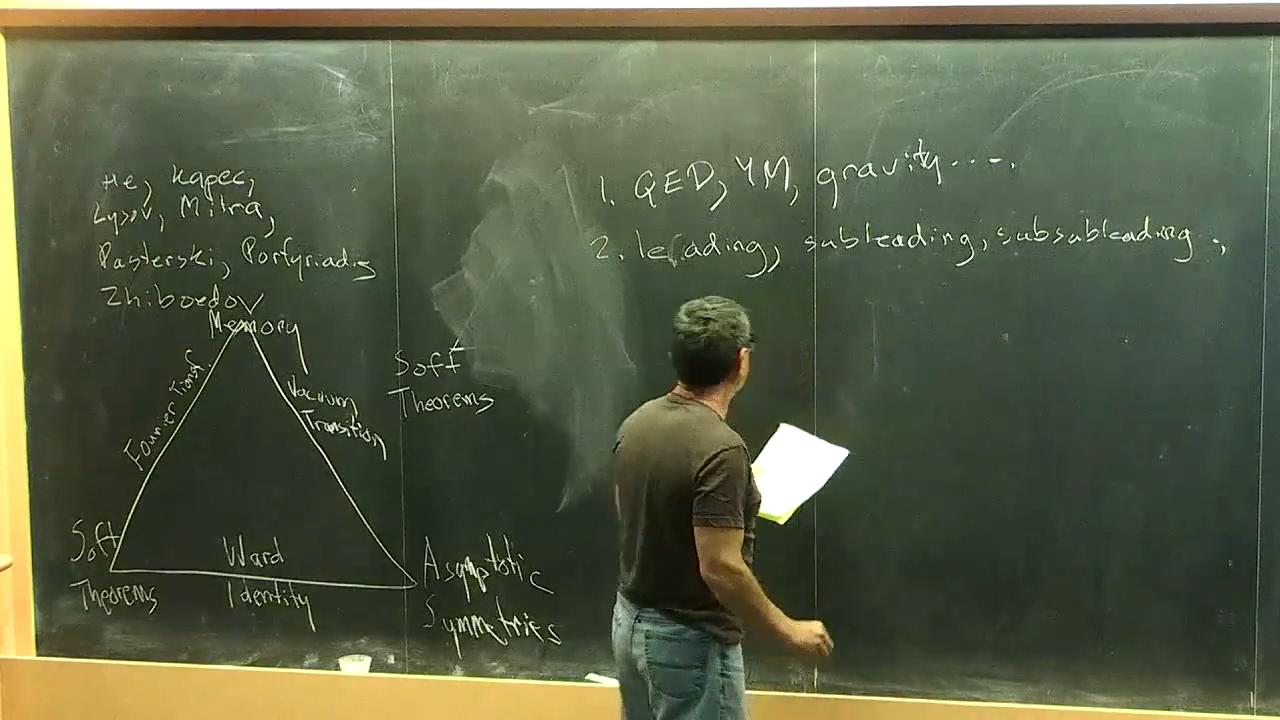 He, Kapec,
Lysov, Mitra,
Pasterski, Porfyriadis
Zhiboedov
Memory
Fourier Transf.
Vacuum
Transition
Soft
Theorems
Ward
Identity
Asymptotic
Symmetries
Soft
Theorems
1. QED, YM, gravity....
2. leading, subleading, subsubleading.,